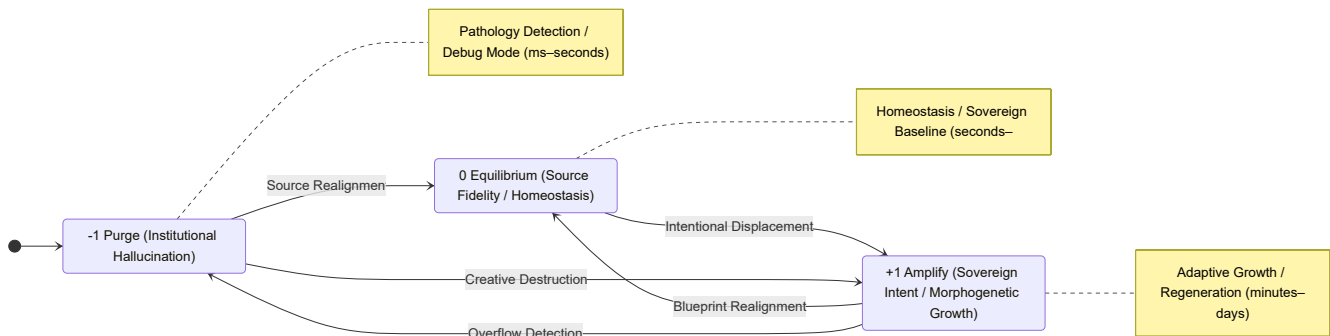 Pathology Detection /
Debug Mode (ms–seconds)
Homeostasis / Sovereign
Baseline (seconds–
Source Realignmen
0 Equilibrium (Source
Fidelity / Homeostasis)
-1 Purge (Institutional
Hallucination)
Intentional Displacement
Creative Destruction
+1 Amplify (Sovereign
Intent / Morphogenetic
Growth)
Adaptive Growth /
Regeneration (minutes–
days)
Blueprint Realignment
Overflow Detection